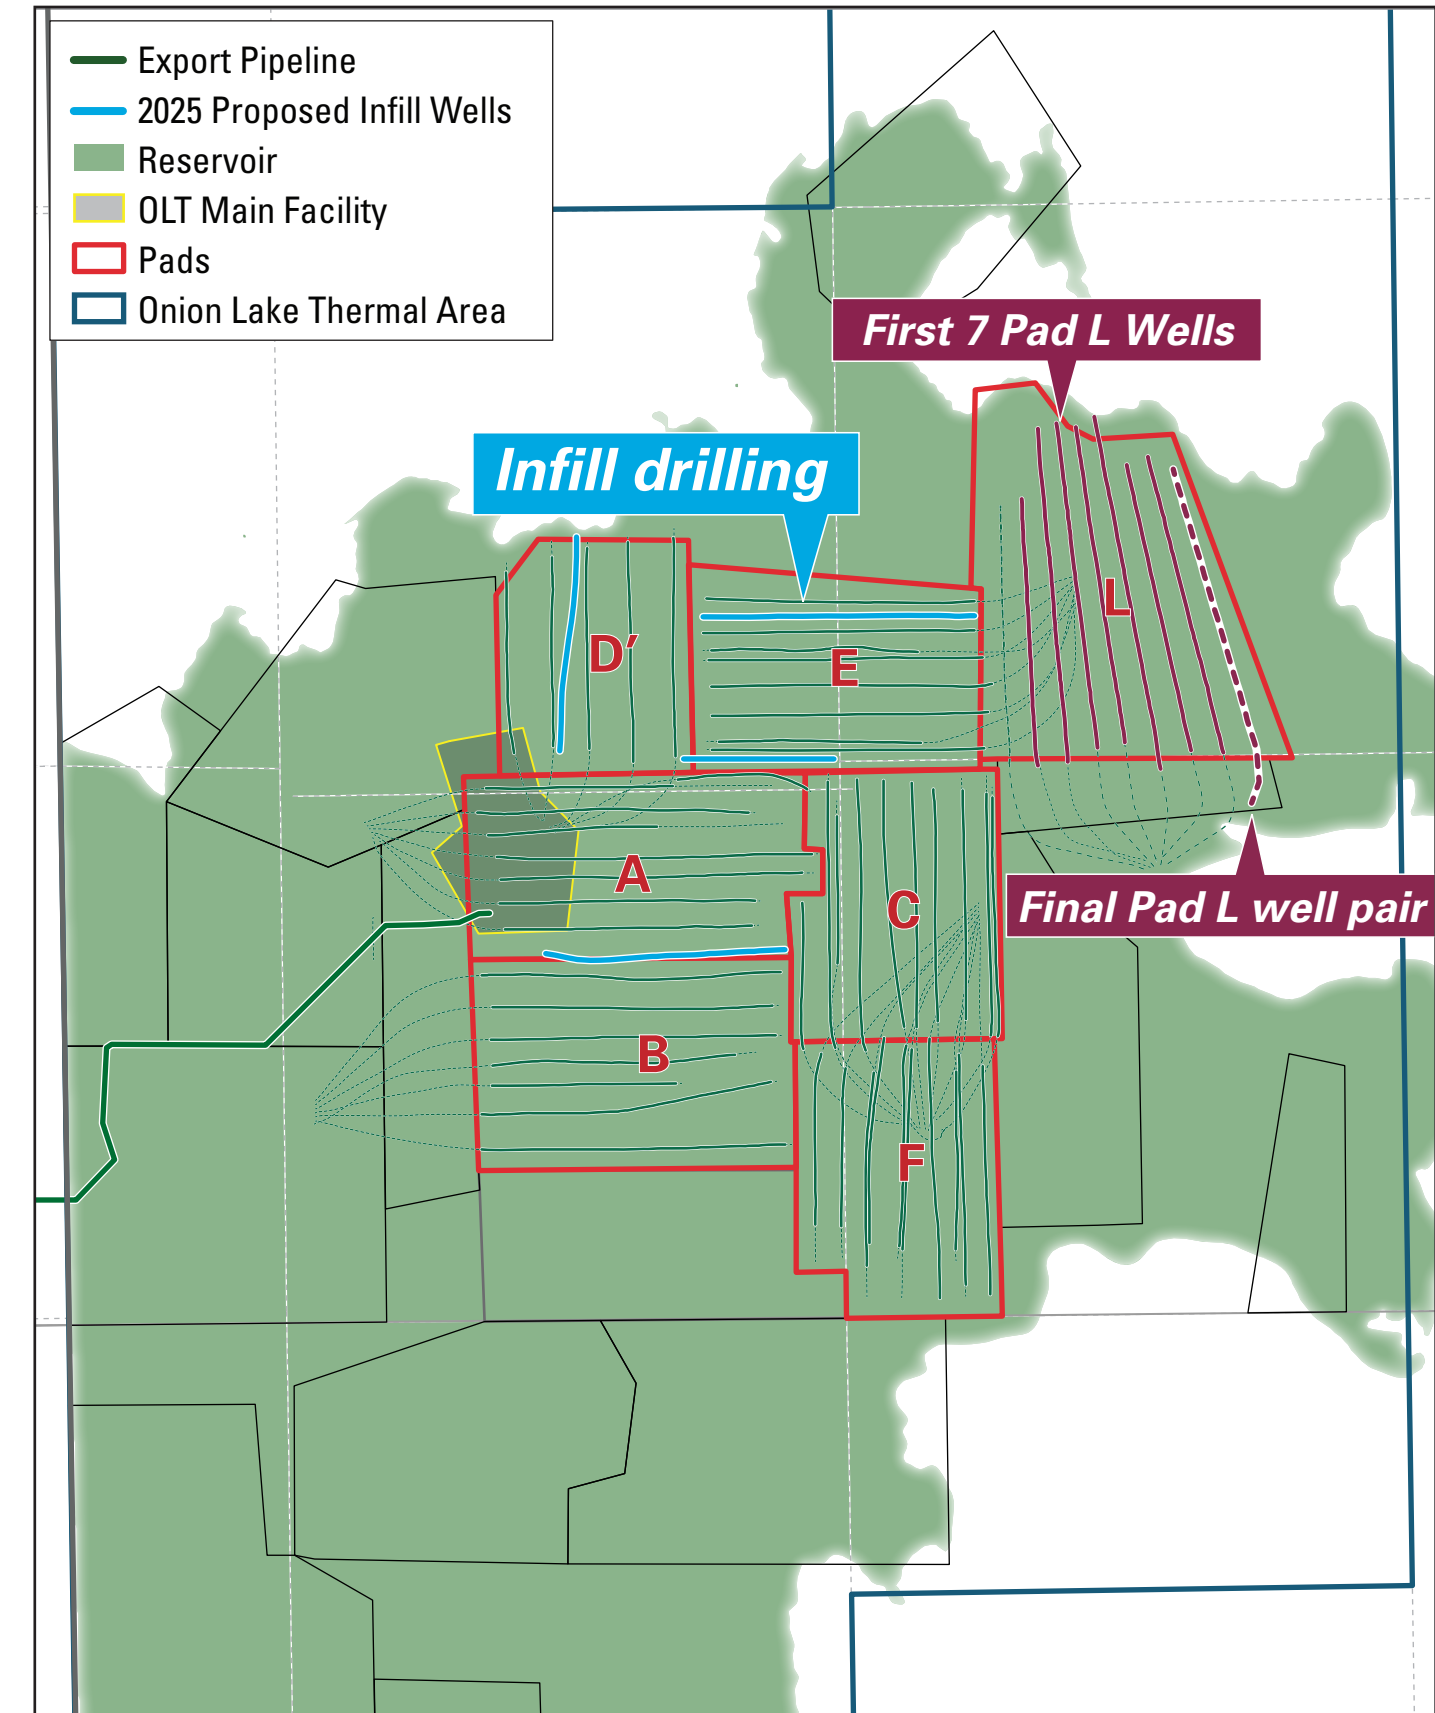 Export Pipeline
2025 Proposed Infill Wells
Reservoir
OLT Main Facility
Pads
Onion Lake Thermal Area
First 7 Pad L Wells
Infill drilling
L
D′
E
A
C
Final Pad L well pair
B
F